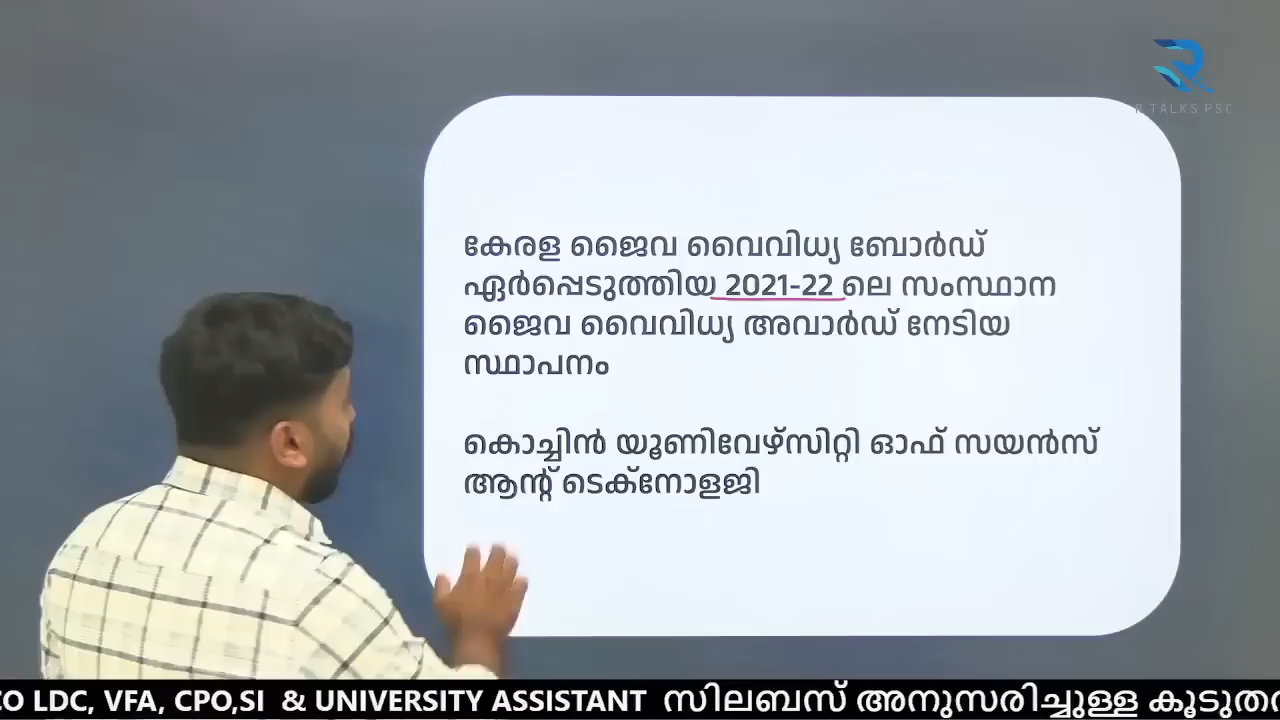 R TALKS PSC
കേരള ജൈവ വൈവിധ്യ ബോർഡ്
ഏർപ്പെടുത്തിയ 2021-22 ലെ സംസ്ഥാന
ജൈവ വൈവിധ്യ അവാർഡ് നേടിയ
സ്ഥാപനം
കൊച്ചിൻ യൂണിവേഴ്സിറ്റി ഓഫ് സയൻസ്
ആന്റ് ടെക്നോളജി
CO LDC, VFA, CPO,SI & UNIVERSITY ASSISTANT സിലബസ് അനുസരിച്ചുള്ള